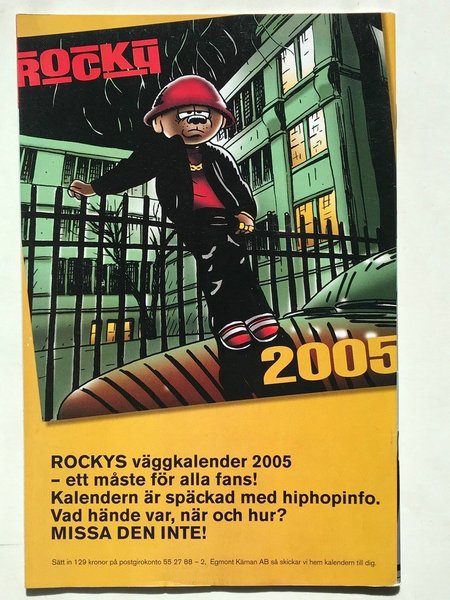 ROCKY
2005
ROCKYS väggkalender 2005
– ett måste för alla fans!
Kalendern är späckad med hiphopinfo.
Vad hände var, när och hur?
MISSA DEN INTE!
Sätt in 129 kronor på postgirokonto 55 27 88 – 2, Egmont Kärnan AB så skickar vi hem kalendern till dig.